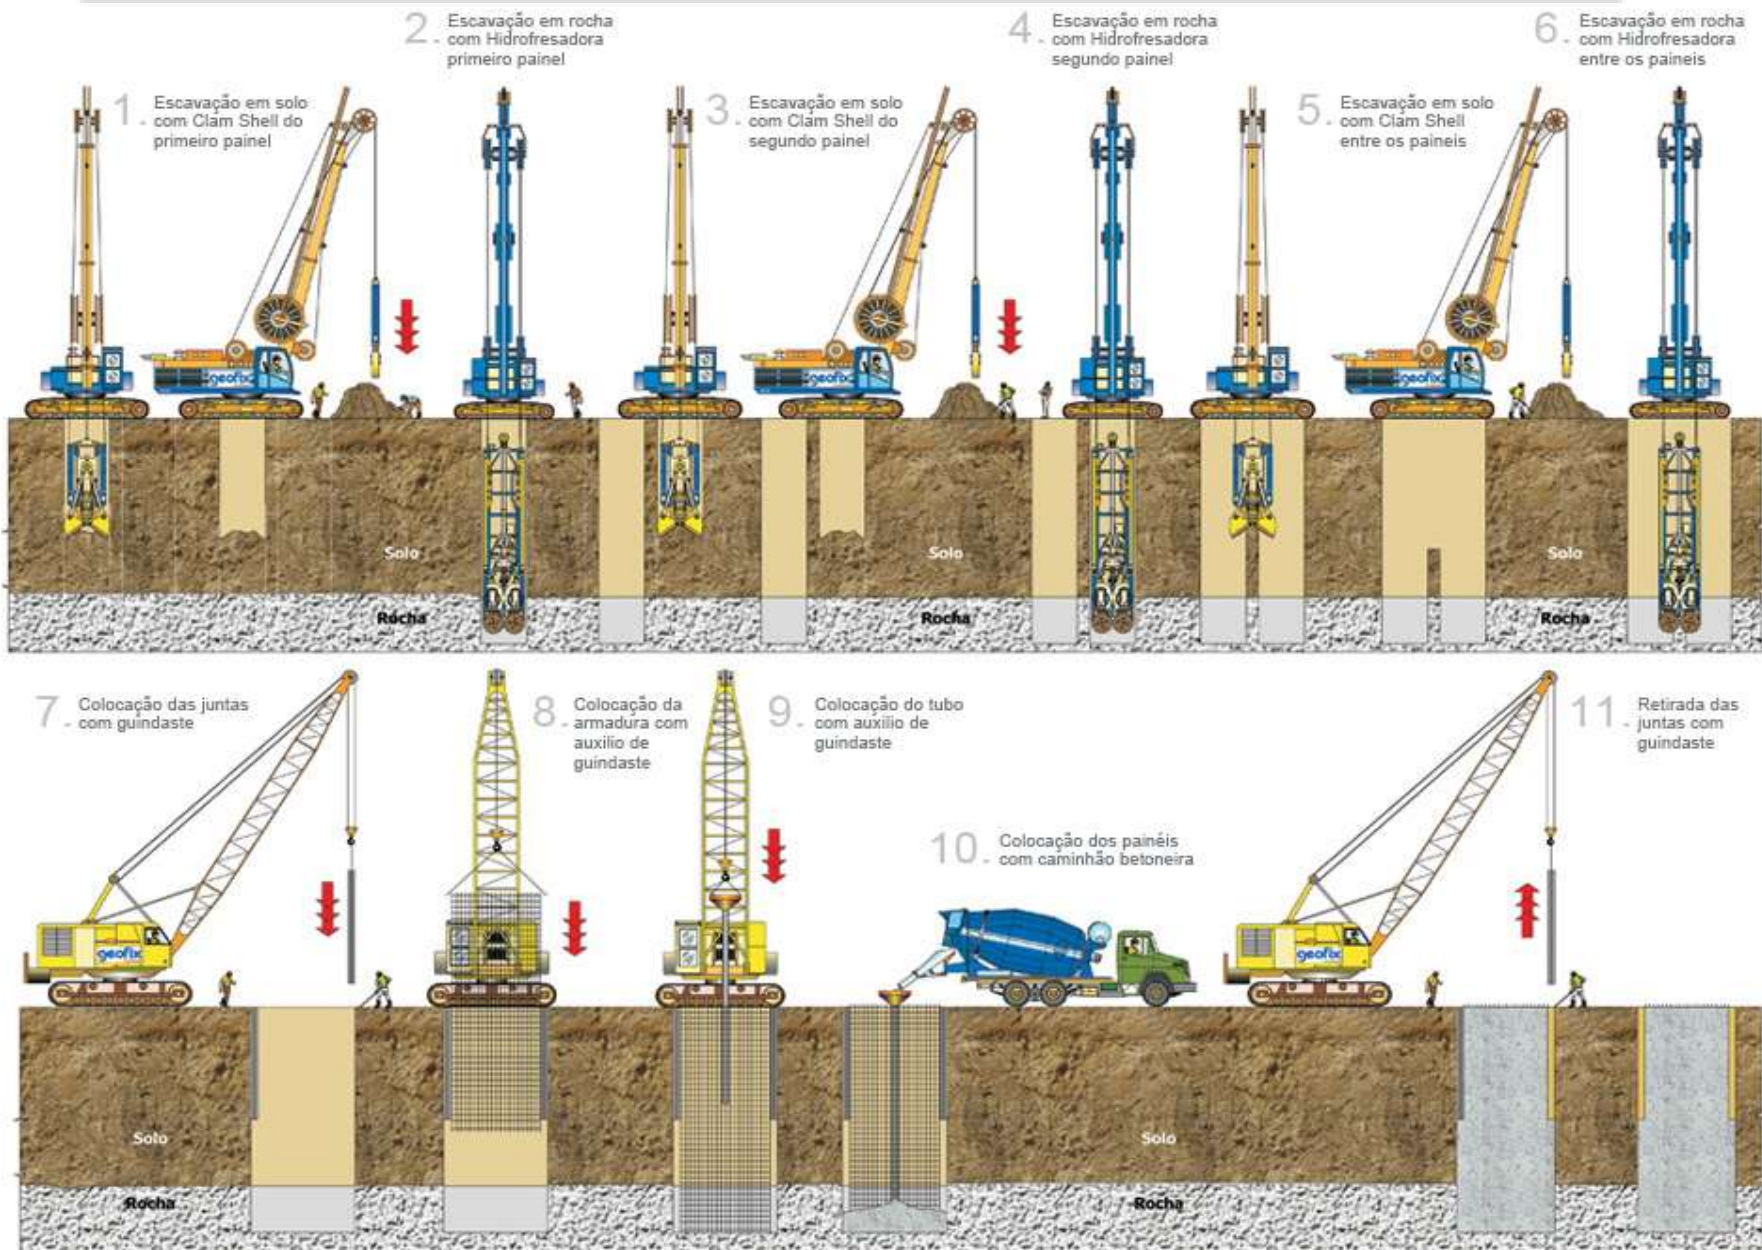 1. Escavação em solo
com Clam Shell do
primeiro painel
2. Escavação em rocha
com Hidrofresadora
primeiro painel
3. Escavação em solo
com Clam Shell do
segundo painel
4. Escavação em rocha
com Hidrofresadora
segundo painel
5. Escavação em solo
com Clam Shell
entre os paineis
6. Escavação em rocha
com Hidrofresadora
entre os paineis
geofix
geofix
geofix
Solo
Solo
Solo
Rocha
Rocha
Rocha
7. Colocação das juntas
com guindaste
8. Colocação da
armadura com
auxilio de
guindaste
9. Colocação do tubo
com auxilio de
guindaste
10. Colocação dos painéis
com caminhão betoneira
11. Retirada das
juntas com
guindaste
geofix
geofix
Solo
Solo
Rocha
Rocha